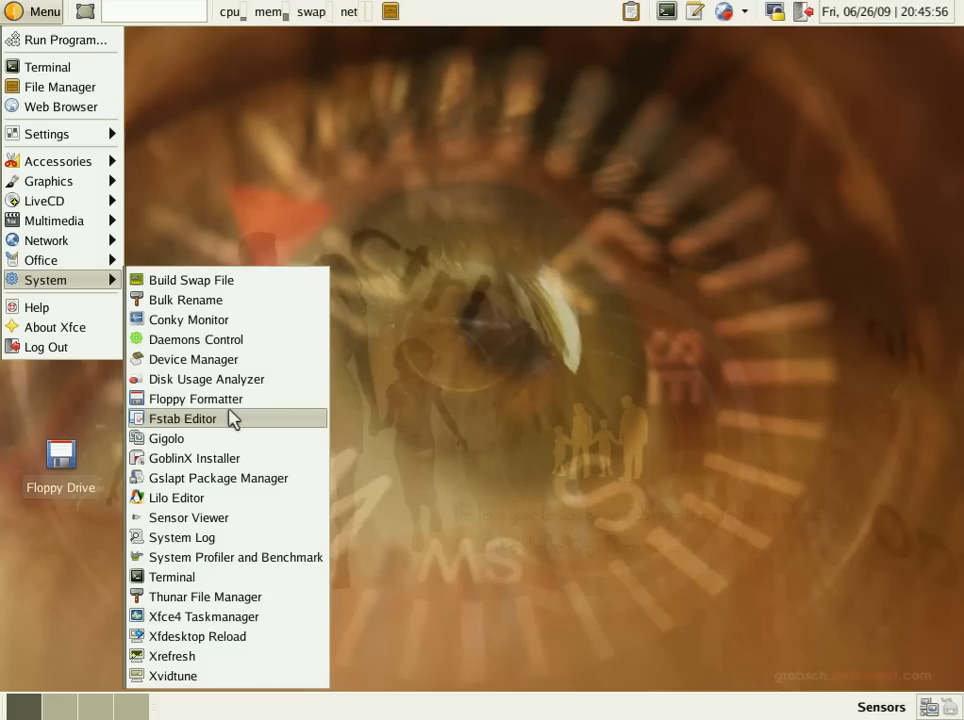 Menu cpu mem swap net Fri, 06/26/09 | 20:45:56
Run Program...
Terminal
File Manager
Web Browser
Settings
Accessories
Graphics
LiveCD
Multimedia
Network
Office
System
Help
About Xfce
Log Out
Build Swap File
Bulk Rename
Conky Monitor
Daemons Control
Device Manager
Disk Usage Analyzer
Floppy Formatter
Fstab Editor
Gigolo
GoblinX Installer
Gslapt Package Manager
Lilo Editor
Sensor Viewer
System Log
System Profiler and Benchmark
Terminal
Thunar File Manager
Xfce4 Taskmanager
Xfdesktop Reload
Xrefresh
Xvidtune
Floppy Drive
SE
SW
Sensors